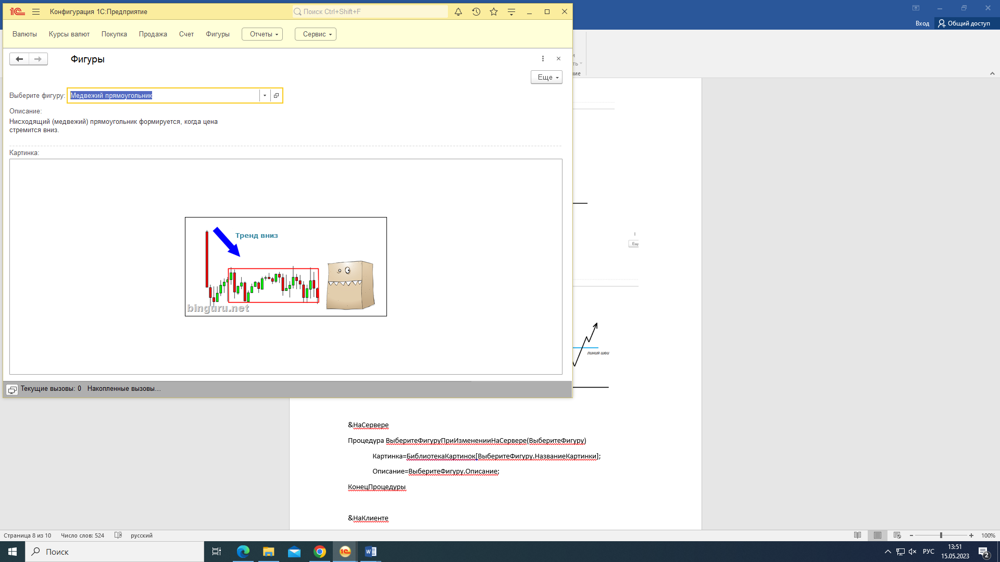 Конфигурация 1С:Предприятие
Поиск Ctrl+Shift+F
Вход
Общий доступ
Валюты Курсы валют Покупка Продажа Счет Фигуры Отчеты Сервис
Фигуры
Еще
Выберите фигуру: Медвежий прямоугольник
Описание:
Нисходящий (медвежий) прямоугольник формируется, когда цена
стремится вниз.
Картинка:
Тренд вниз
binguru.net
линия шеи
Текущие вызовы: 0 Накопленные вызовы...
&НаСервере
Процедура ВыберитеФигуруПриИзмененииНаСервере(ВыберитеФигуру)
Картинка=БиблиотекаКартинок[ВыберитеФигуру.НазваниеКартинки];
Описание=ВыберитеФигуру.Описание;
КонецПроцедуры
&НаКлиенте
Страница 8 из 10 Число слов: 524 русский 100%
Поиск
РУС
13:51
15.05.2023
2